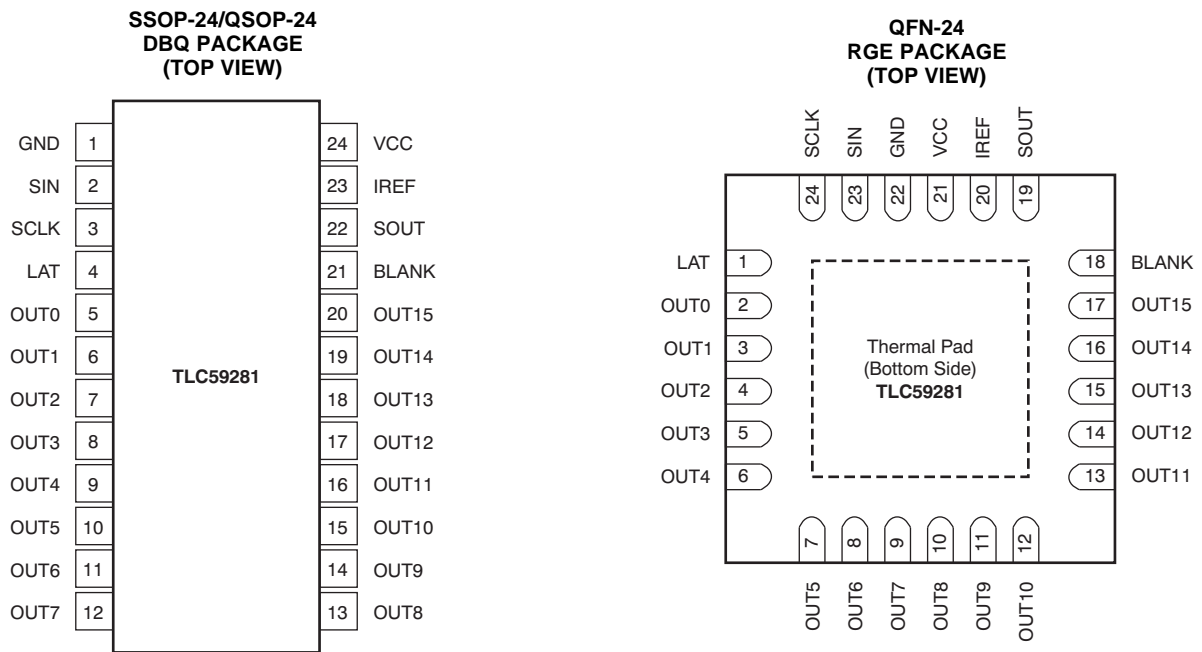 SSOP-24/QSOP-24
DBQ PACKAGE
(TOP VIEW)
GND 1
SIN 2
SCLK 3
LAT 4
OUT0 5
OUT1 6
OUT2 7
OUT3 8
OUT4 9
OUT5 10
OUT6 11
OUT7 12
TLC59281
24 VCC
23 IREF
22 SOUT
21 BLANK
20 OUT15
19 OUT14
18 OUT13
17 OUT12
16 OUT11
15 OUT10
14 OUT9
13 OUT8
QFN-24
RGE PACKAGE
(TOP VIEW)
SCLK SIN GND VCC IREF SOUT
24 23 22 21 20 19
LAT 1
OUT0 2
OUT1 3
OUT2 4
OUT3 5
OUT4 6
Thermal Pad
(Bottom Side)
TLC59281
18 BLANK
17 OUT15
16 OUT14
15 OUT13
14 OUT12
13 OUT11
7 8 9 10 11 12
OUT5 OUT6 OUT7 OUT8 OUT9 OUT10